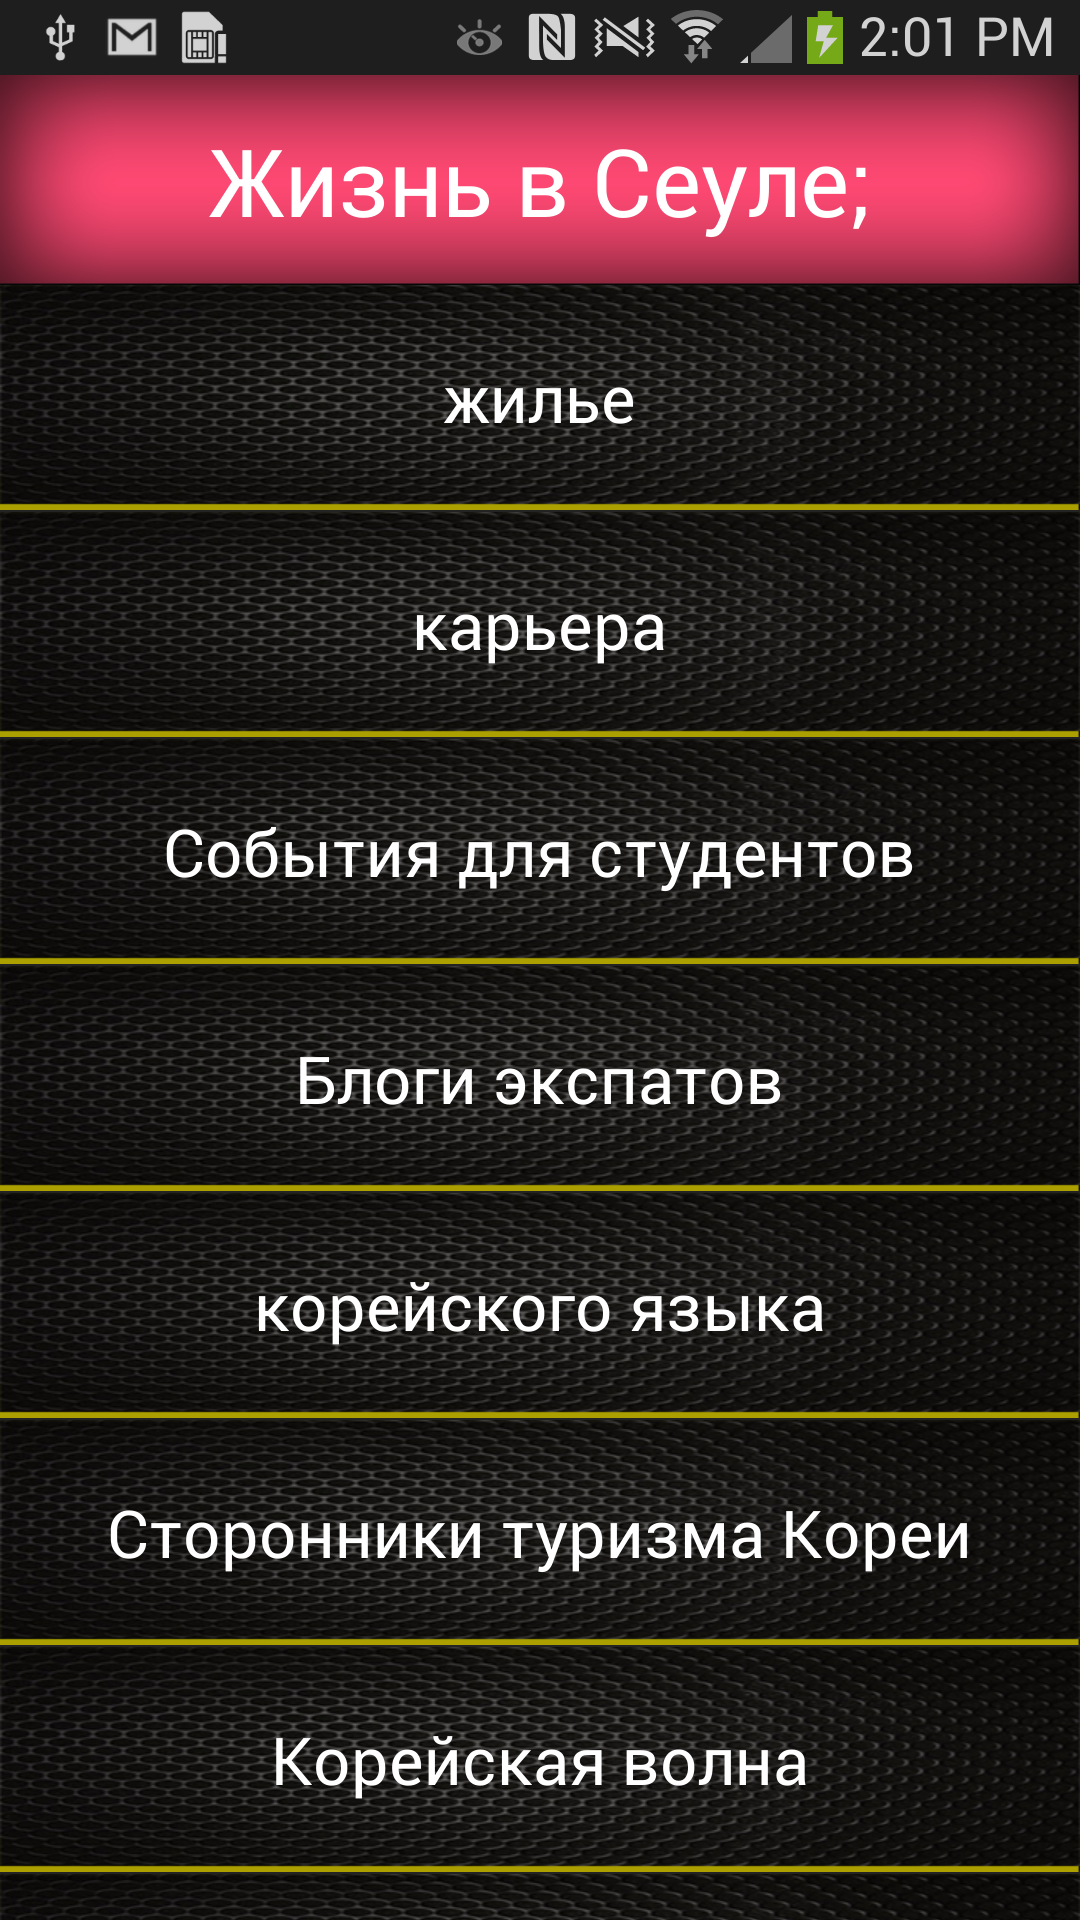 2:01 PM
Жизнь в Сеуле;
жилье
карьера
События для студентов
Блоги экспатов
корейского языка
Сторонники туризма Кореи
Корейская волна